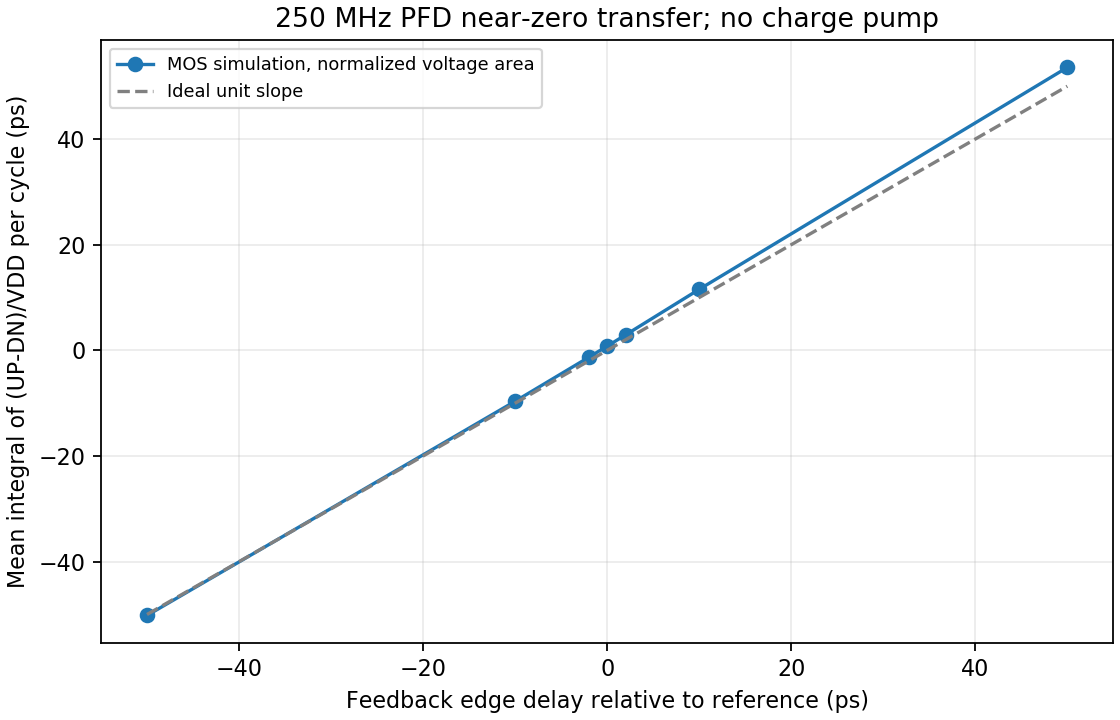 250 MHz PFD near-zero transfer; no charge pump
MOS simulation, normalized voltage area
Ideal unit slope
Mean integral of (UP-DN)/VDD per cycle (ps)
40
20
0
−20
−40
−40
−20
0
20
40
Feedback edge delay relative to reference (ps)